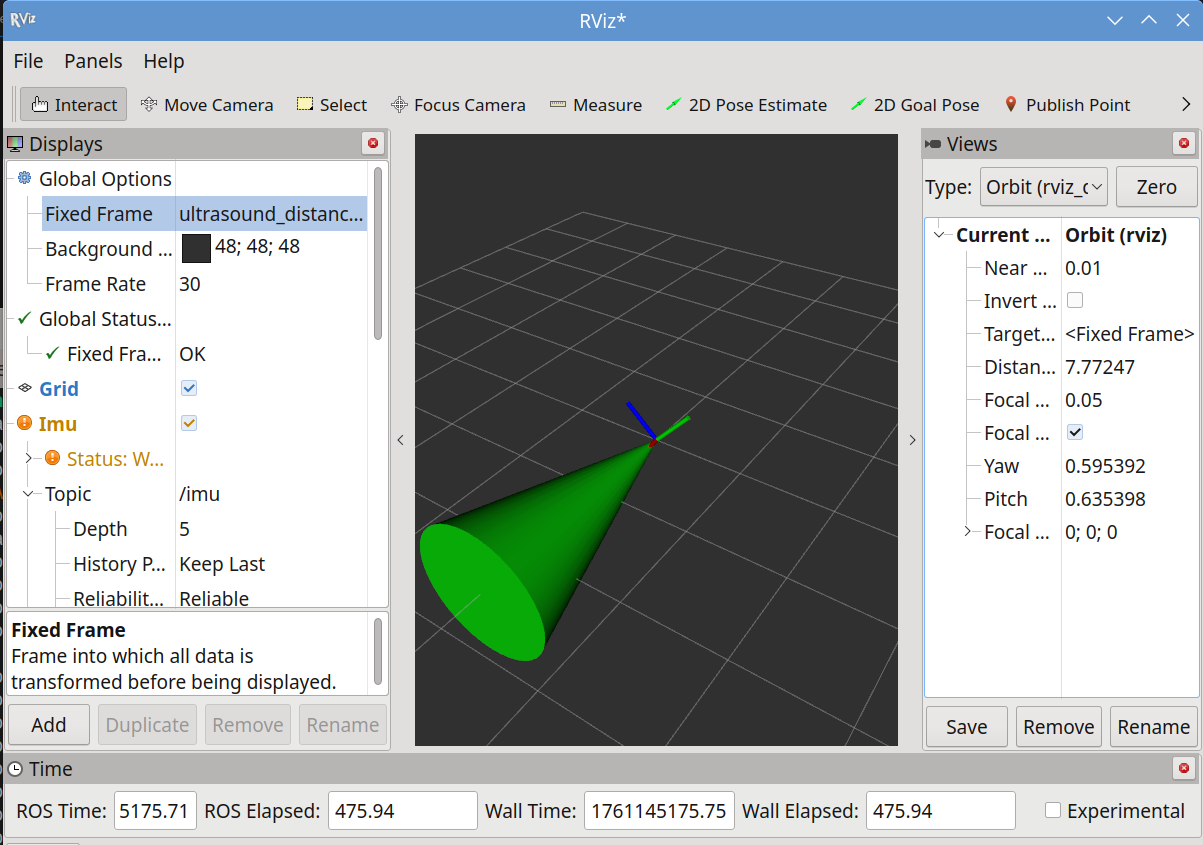 RViz
RViz*
File Panels Help
Interact Move Camera Select Focus Camera Measure 2D Pose Estimate 2D Goal Pose Publish Point
Displays
Global Options
Fixed Frame ultrasound_distanc...
Background ... 48; 48; 48
Frame Rate 30
Global Status...
Fixed Fra... OK
Grid
Imu
Status: W...
Topic /imu
Depth 5
History P... Keep Last
Reliabilit... Reliable
Fixed Frame
Frame into which all data is
transformed before being displayed.
Add Duplicate Remove Rename
Views
Type: Orbit (rviz_c Zero
Current ... Orbit (rviz)
Near ... 0.01
Invert ...
Target... <Fixed Frame>
Distan... 7.77247
Focal ... 0.05
Focal ...
Yaw 0.595392
Pitch 0.635398
Focal ... 0; 0; 0
Save Remove Rename
Time
ROS Time: 5175.71 ROS Elapsed: 475.94 Wall Time: 1761145175.75 Wall Elapsed: 475.94 Experimental